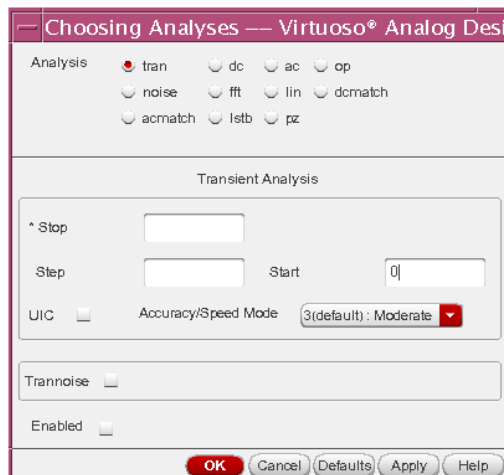 Choosing Analyses –– Virtuoso® Analog Desi
Analysis tran dc ac op
noise fft lin dcmatch
acmatch lstb pz
Transient Analysis
* Stop
Step Start 0
UIC Accuracy/Speed Mode 3(default) : Moderate
Trannoise
Enabled
OK Cancel Defaults Apply Help